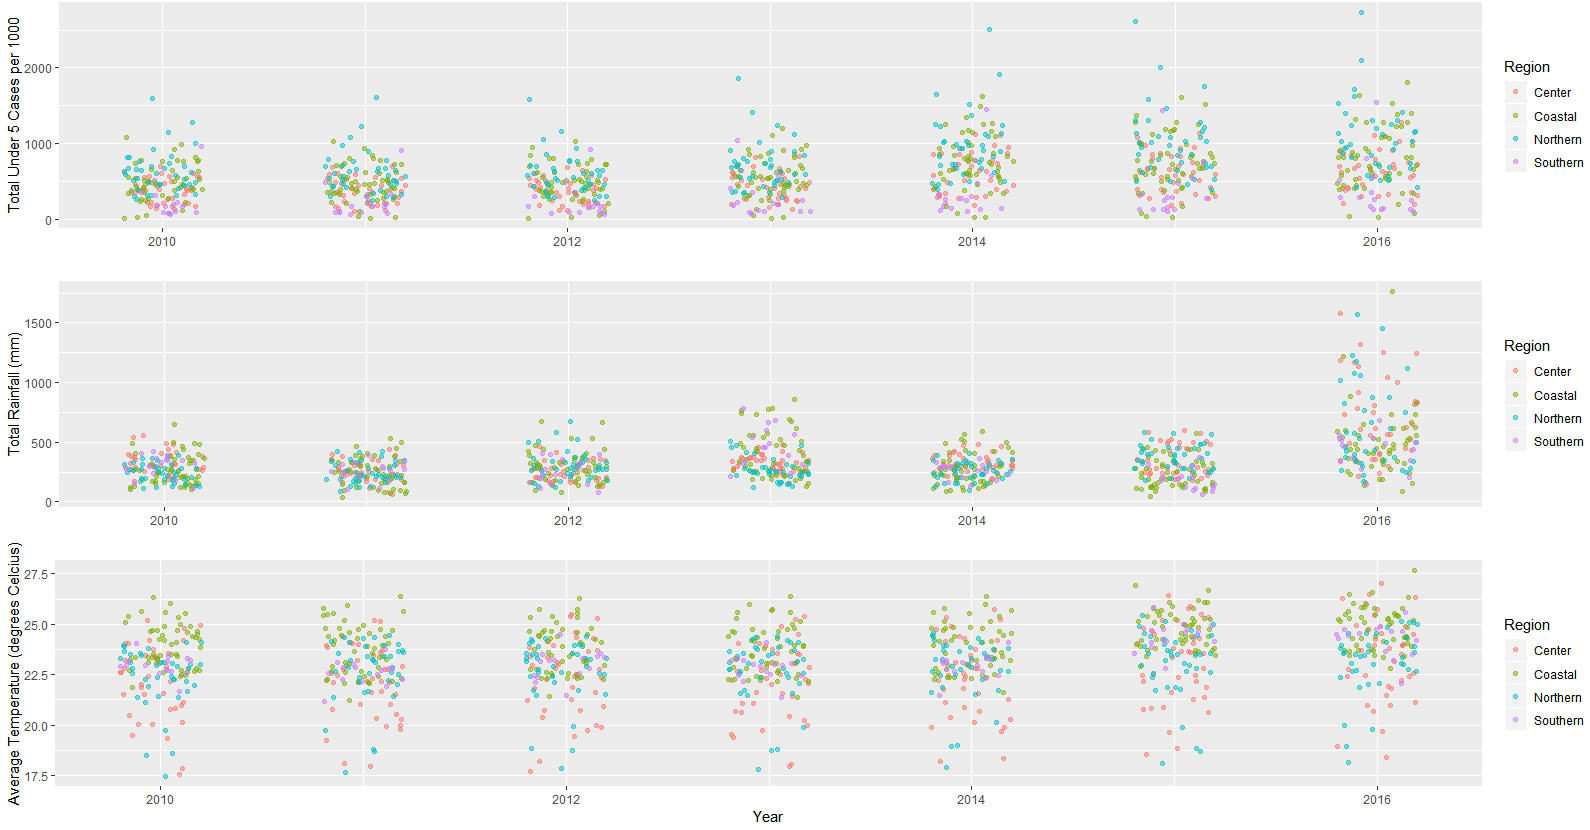 Total Under 5 Cases per 1000
2000
1000
0
2010
2012
2014
2016
Region
Center
Coastal
Northern
Southern
Total Rainfall (mm)
1500
1000
500
0
2010
2012
2014
2016
Region
Center
Coastal
Northern
Southern
Average Temperature (degrees Celcius)
27.5
25.0
22.5
20.0
17.5
2010
2012
2014
2016
Year
Region
Center
Coastal
Northern
Southern